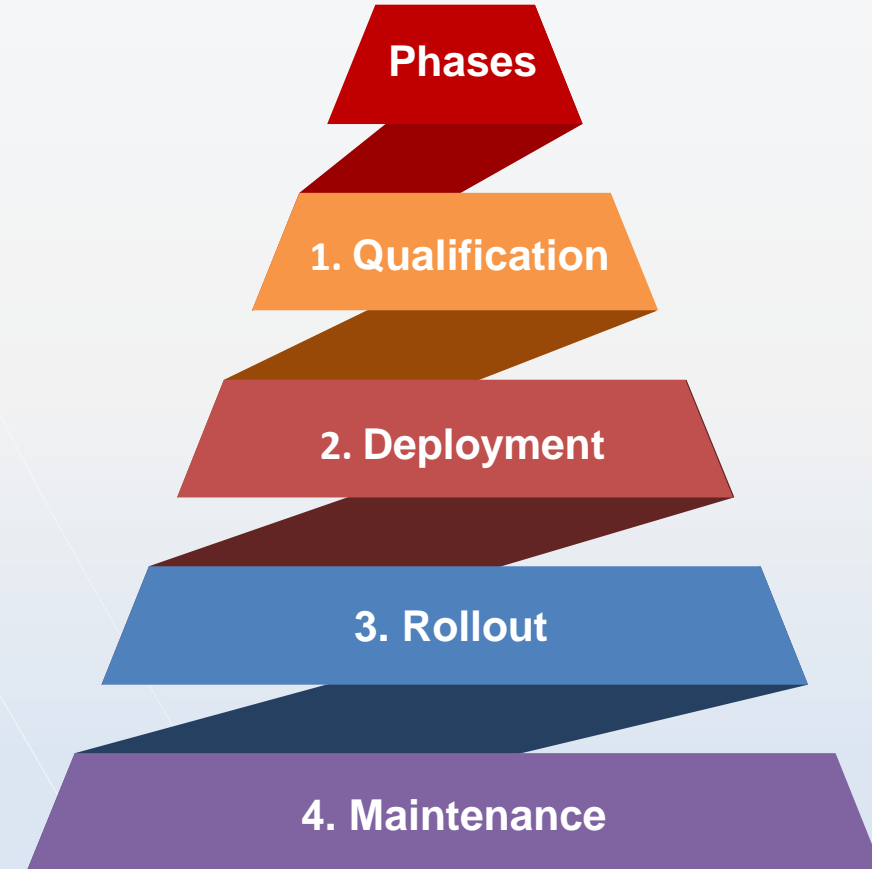 Phases
1. Qualification
2. Deployment
3. Rollout
4. Maintenance